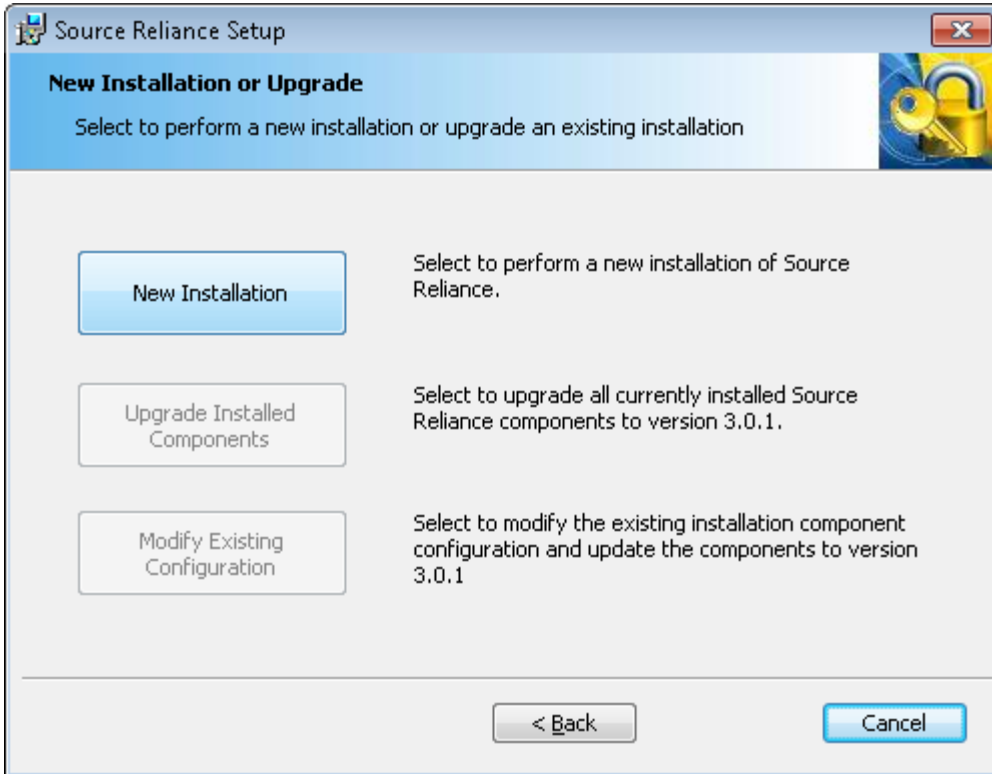 Source Reliance Setup
New Installation or Upgrade
Select to perform a new installation or upgrade an existing installation
New Installation
Select to perform a new installation of Source
Reliance.
Upgrade Installed
Components
Select to upgrade all currently installed Source
Reliance components to version 3.0.1.
Modify Existing
Configuration
Select to modify the existing installation component
configuration and update the components to version
3.0.1
< Back
Cancel